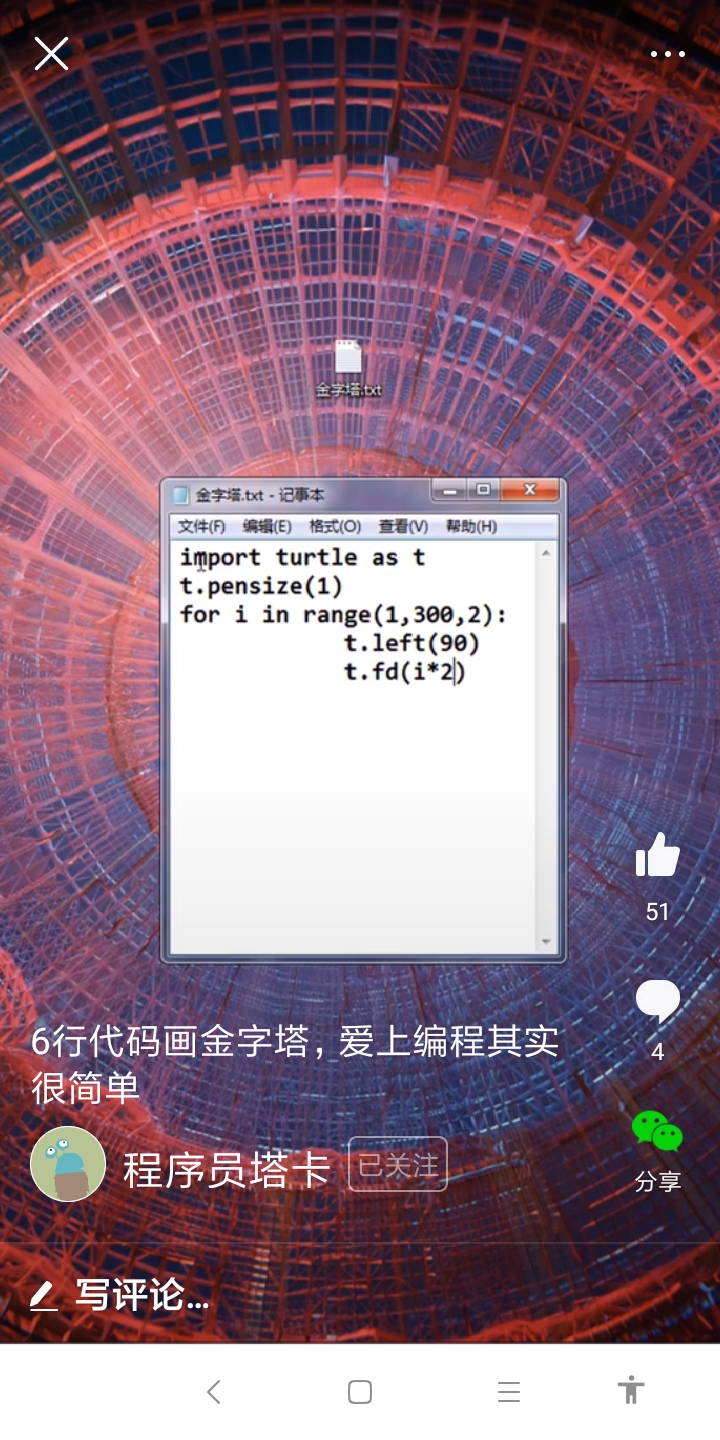 金字塔.txt
金字塔.txt - 记事本
文件(F) 编辑(E) 格式(O) 查看(V) 帮助(H)
import turtle as t
t.pensize(1)
for i in range(1,300,2):
t.left(90)
t.fd(i*2)
51
4
分享
6行代码画金字塔，爱上编程其实
很简单
程序员塔卡 已关注
写评论...